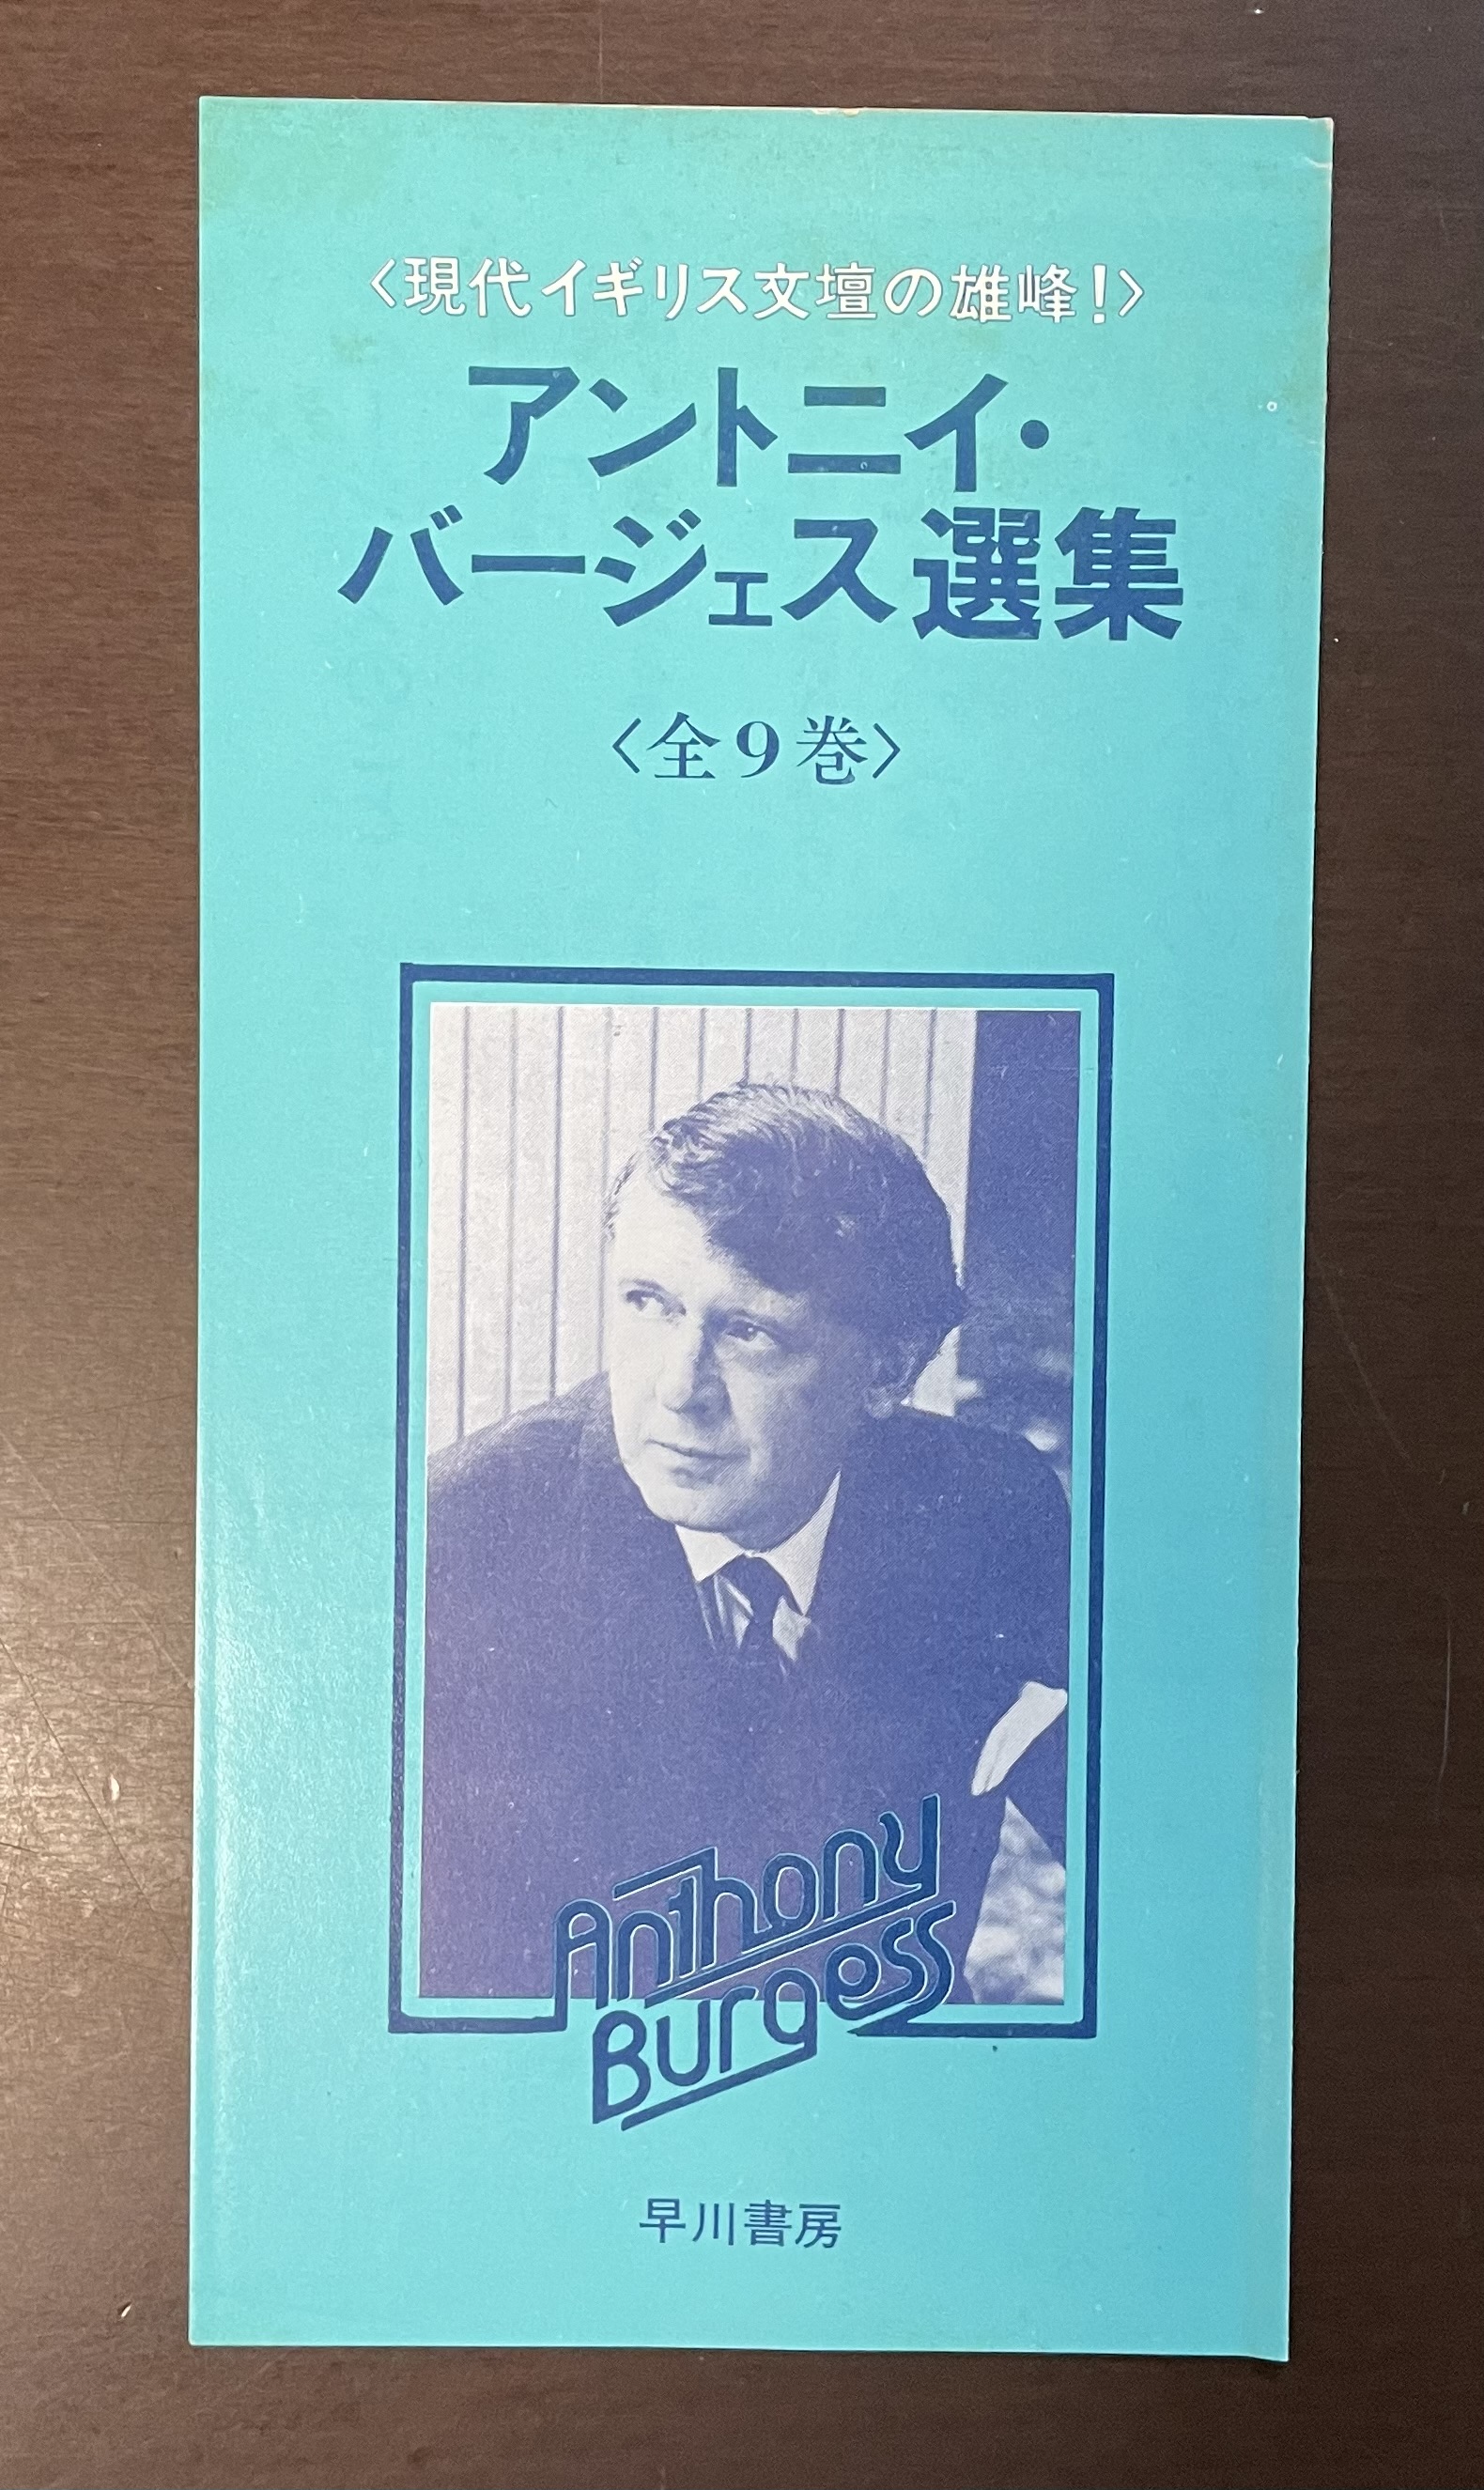 〈現代イギリス文壇の雄峰!〉
アントニイ・
バージェス選集
〈全9巻〉
Anthony
Burgess
早川書房